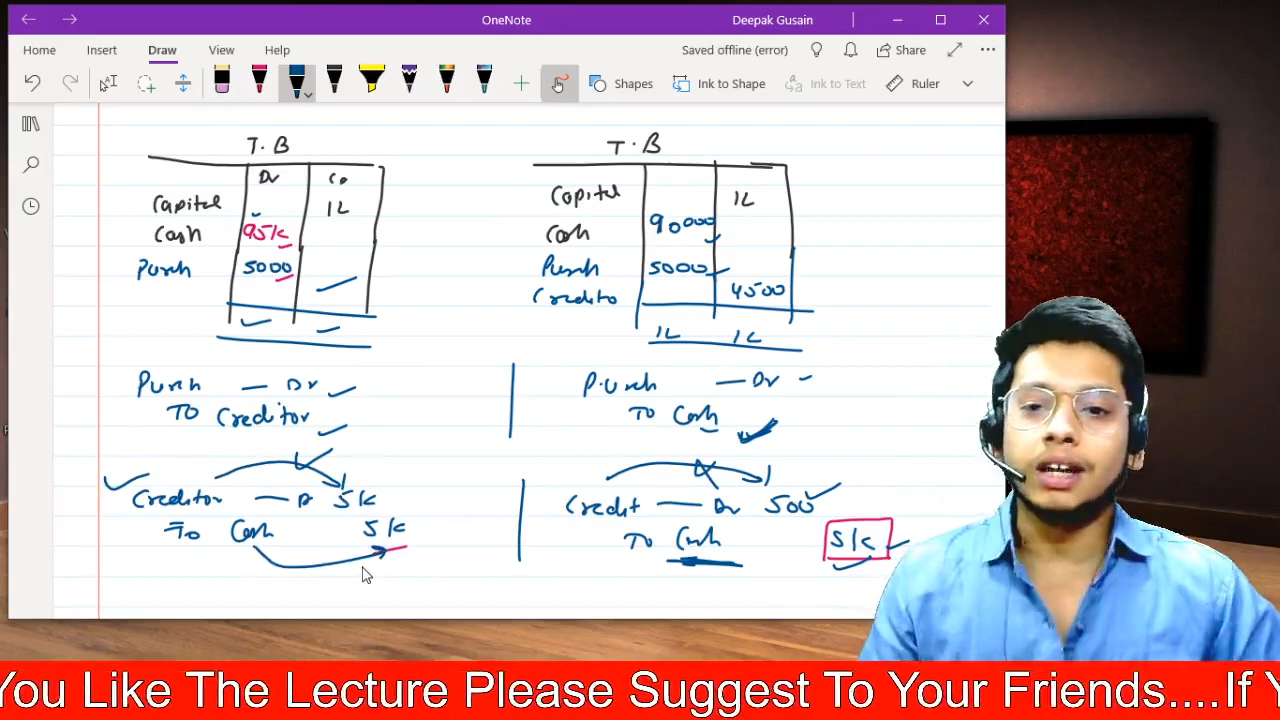 OneNote
Deepak Gusain
Home Insert Draw View Help
Saved offline (error) Share
Shapes Ink to Shape Ink to Text Ruler
T.B
Dr Cr
Capital 1L
Cash 95k
Purch 5000
T.B
Capital 1L
Cash 90000
Purch 5000
Credito 4500
1L 1L
Purch — Dr
To Creditor
Purch — Dr
To Cash
Creditor — D 5k
To Cash 5k
Credit — Dr 500
To Cash 5k
You Like The Lecture Please Suggest To Your Friends....If Y